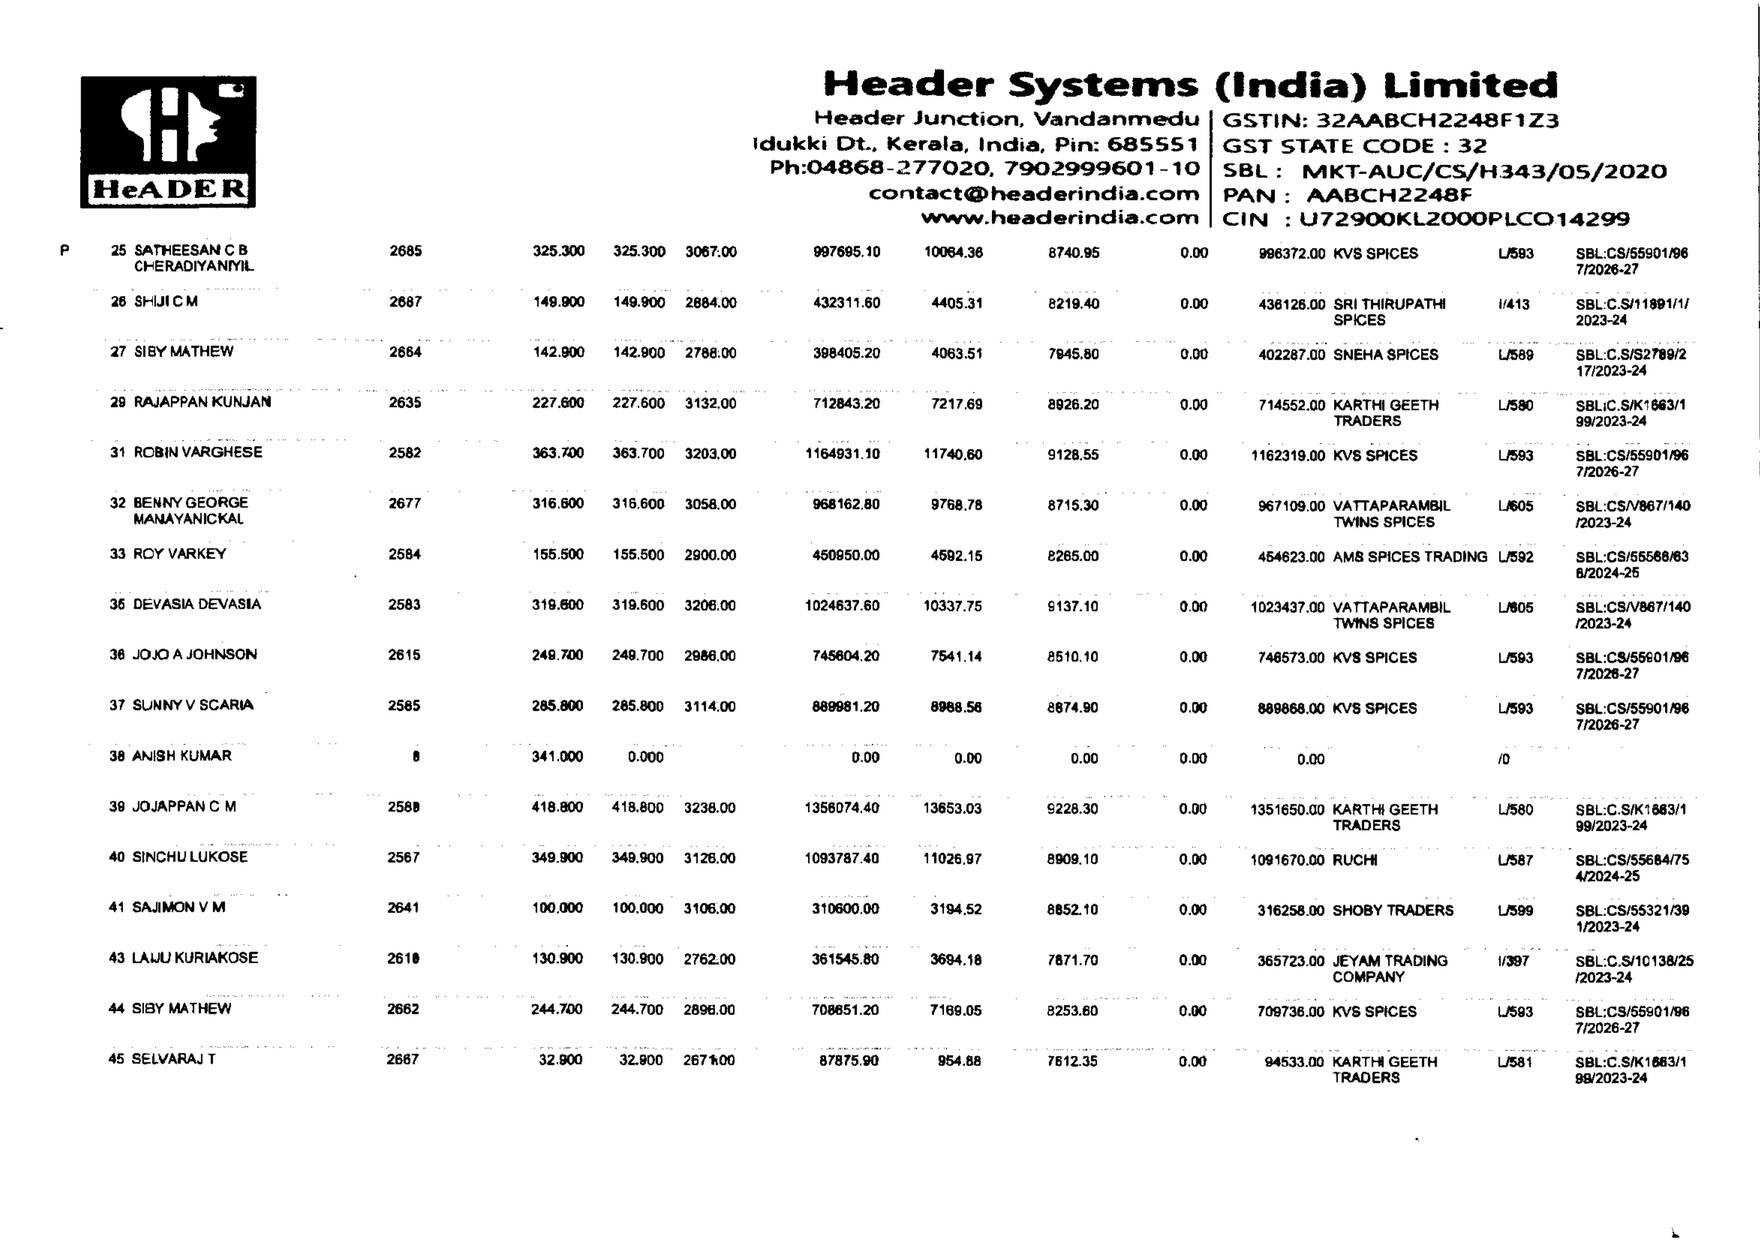 HeADER
Header Systems (India) Limited
Header Junction, Vandanmedu
Idukki Dt., Kerala, India, Pin: 685551
Ph:04868-277020, 7902999601-10
contact@headerindia.com
www.headerindia.com
GSTIN: 32AABCH2248F1Z3
GST STATE CODE : 32
SBL : MKT-AUC/CS/H343/05/2020
PAN : AABCH2248F
CIN : U72900KL2000PLCO14299
P 25 SATHEESAN C B 2685 325.300 325.300 3067.00 997695.10 10064.36 8740.95 0.00 996372.00 KVS SPICES L/593 SBL:CS/55901/96
CHERADIYANIYIL 7/2026-27
26 SHIJI C M 2687 149.900 149.900 2884.00 432311.60 4405.31 8219.40 0.00 436126.00 SRI THIRUPATHI I/413 SBL:C.S/11891/1/
SPICES 2023-24
27 SIBY MATHEW 2664 142.900 142.900 2788.00 398405.20 4063.51 7945.80 0.00 402287.00 SNEHA SPICES L/589 SBL:C.S/S2789/2
17/2023-24
29 RAJAPPAN KUNJAN 2635 227.600 227.600 3132.00 712843.20 7217.69 8926.20 0.00 714552.00 KARTHI GEETH L/580 SBL:C.S/K1663/1
TRADERS 99/2023-24
31 ROBIN VARGHESE 2582 363.700 363.700 3203.00 1164931.10 11740.60 9128.55 0.00 1162319.00 KVS SPICES L/593 SBL:CS/55901/96
7/2026-27
32 BENNY GEORGE 2677 316.600 316.600 3058.00 968162.80 9768.78 8715.30 0.00 967109.00 VATTAPARAMBIL L/605 SBL:CS/V867/140
MANAYANICKAL TWINS SPICES /2023-24
33 ROY VARKEY 2584 155.500 155.500 2900.00 450950.00 4592.15 8265.00 0.00 454623.00 AMS SPICES TRADING L/592 SBL:CS/55568/63
8/2024-25
35 DEVASIA DEVASIA 2583 319.600 319.600 3206.00 1024637.60 10337.75 9137.10 0.00 1023437.00 VATTAPARAMBIL L/605 SBL:CS/V867/140
TWINS SPICES /2023-24
36 JOJO A JOHNSON 2615 249.700 249.700 2986.00 745604.20 7541.14 8510.10 0.00 746573.00 KVS SPICES L/593 SBL:CS/55901/96
7/2026-27
37 SUNNY V SCARIA 2585 285.800 285.800 3114.00 889981.20 8988.56 8874.90 0.00 889868.00 KVS SPICES L/593 SBL:CS/55901/96
7/2026-27
38 ANISH KUMAR 341.000 0.000 0.00 0.00 0.00 0.00 0.00 /0
39 JOJAPPAN C M 418.800 418.800 3238.00 1356074.40 13653.03 9228.30 0.00 1351650.00 KARTHI GEETH L/580 SBL:C.S/K1663/1
TRADERS 99/2023-24
40 SINCHU LUKOSE 2567 349.900 349.900 3126.00 1093787.40 11026.97 8909.10 0.00 1091670.00 RUCHI L/587 SBL:CS/55684/75
4/2024-25
41 SAJIMON V M 2641 100.000 100.000 3106.00 310600.00 3194.52 8852.10 0.00 316258.00 SHOBY TRADERS L/599 SBL:CS/55321/39
1/2023-24
43 LAIJU KURIAKOSE 130.900 130.900 2762.00 361545.80 3694.18 7871.70 0.00 365723.00 JEYAM TRADING I/397 SBL:C.S/10138/25
COMPANY /2023-24
44 SIBY MATHEW 2662 244.700 244.700 2896.00 708651.20 7169.05 8253.60 0.00 709736.00 KVS SPICES L/593 SBL:CS/55901/96
7/2026-27
45 SELVARAJ T 2667 32.900 32.900 2671.00 87875.90 954.88 7612.35 0.00 94533.00 KARTHI GEETH L/581 SBL:C.S/K1663/1
TRADERS 99/2023-24